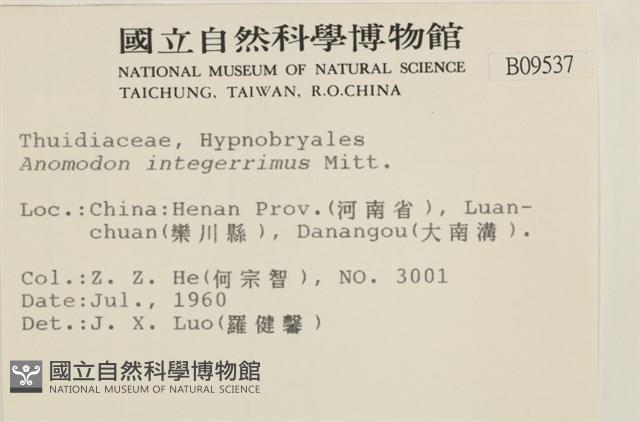 國立自然科學博物館
NATIONAL MUSEUM OF NATURAL SCIENCE
TAICHUNG, TAIWAN, R.O.CHINA
B09537
Thuidiaceae, Hypnobryales
Anomodon integerrimus Mitt.
Loc.:China:Henan Prov.(河南省), Luan-
chuan(欒川縣), Danangou(大南溝).
Col.:Z. Z. He(何宗智), NO. 3001
Date:Jul., 1960
Det.:J. X. Luo(羅健馨)
國立自然科學博物館
NATIONAL MUSEUM OF NATURAL SCIENCE